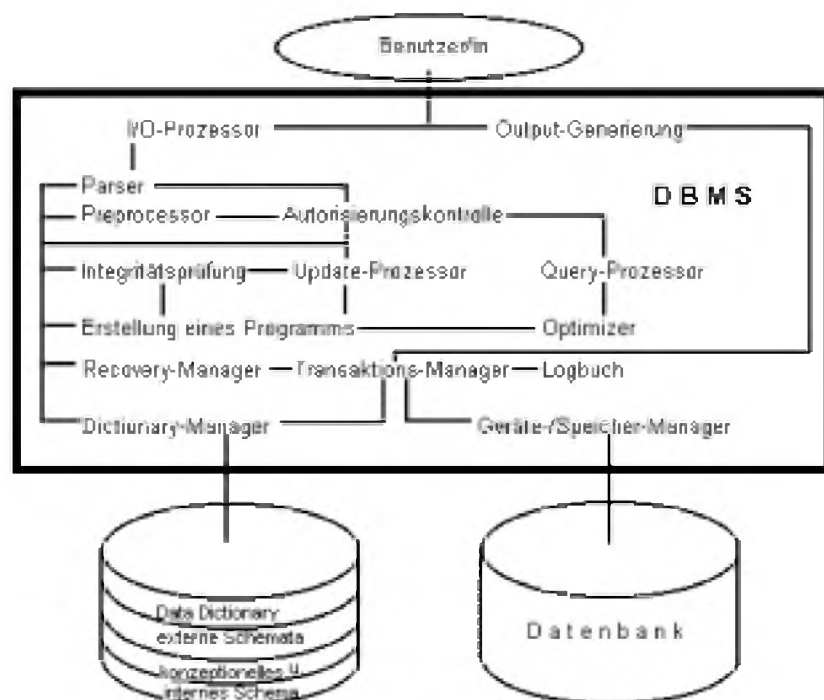 Benutzer/in
I/O-Prozessor Output-Generierung
Parser
DBMS
Preprocessor Autorisierungskontrolle
Integritätsprüfung Update-Prozessor Query-Prozessor
Erstellung eines Programms Optimizer
Recovery-Manager Transaktions-Manager Logbuch
Dictionary-Manager Geräte-/Speicher-Manager
Data Dictionary
externe Schemata
Datenbank
konzeptionelles u
internes Schema